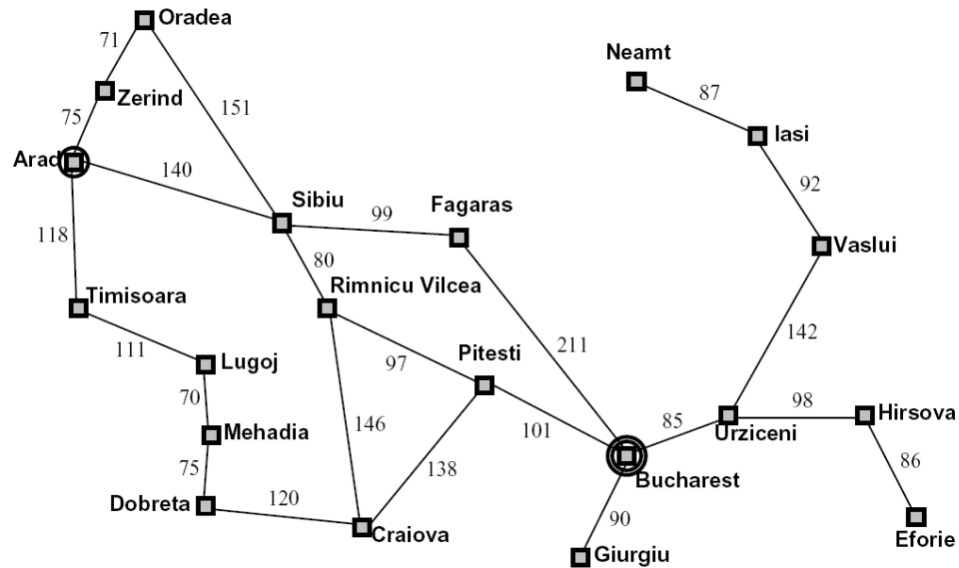 Oradea
71
Neamt
87
Zerind
75
151
Iasi
Arad
140
92
Sibiu
Fagaras
99
118
Vaslui
80
Timisoara
Rimnicu Vilcea
142
111
Lugoj
97
Pitesti
211
70
146
98
Hirsova
85
Urziceni
Mehadia
101
86
75
138
Bucharest
Dobreta
120
90
Craiova
Eforie
Giurgiu